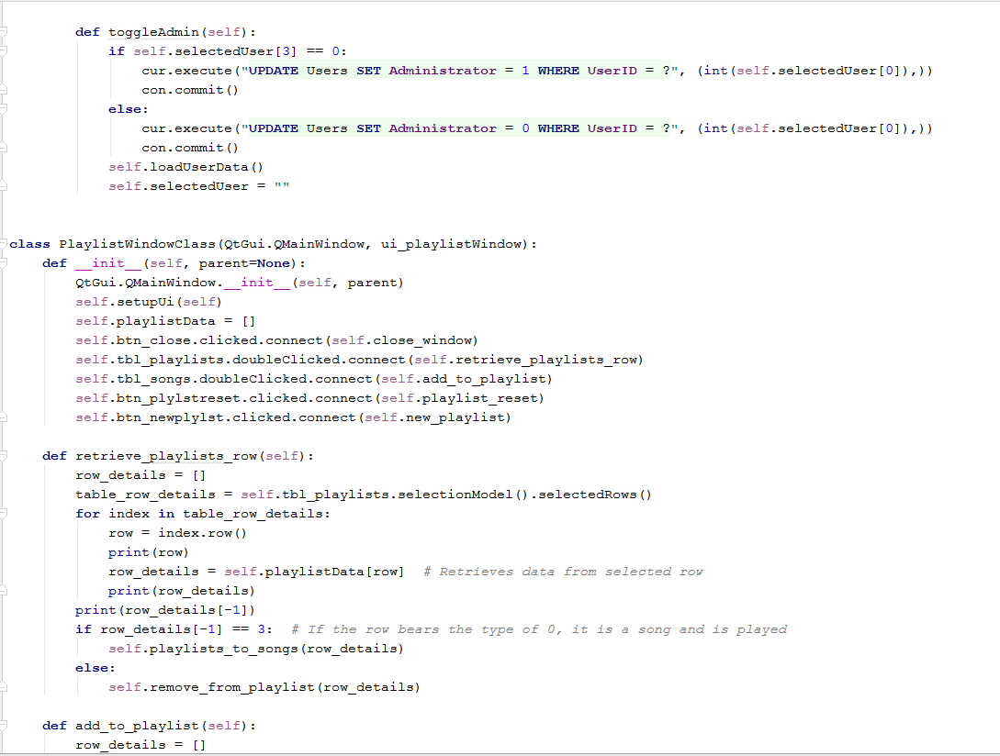 def toggleAdmin(self):
if self.selectedUser[3] == 0:
cur.execute("UPDATE Users SET Administrator = 1 WHERE UserID = ?", (int(self.selectedUser[0]),))
con.commit()
else:
cur.execute("UPDATE Users SET Administrator = 0 WHERE UserID = ?", (int(self.selectedUser[0]),))
con.commit()
self.loadUserData()
self.selectedUser = ""
class PlaylistWindowClass(QtGui.QMainWindow, ui_playlistWindow):
def __init__(self, parent=None):
QtGui.QMainWindow.__init__(self, parent)
self.setupUi(self)
self.playlistData = []
self.btn_close.clicked.connect(self.close_window)
self.tbl_playlists.doubleClicked.connect(self.retrieve_playlists_row)
self.tbl_songs.doubleClicked.connect(self.add_to_playlist)
self.btn_plylstreset.clicked.connect(self.playlist_reset)
self.btn_newplylst.clicked.connect(self.new_playlist)
def retrieve_playlists_row(self):
row_details = []
table_row_details = self.tbl_playlists.selectionModel().selectedRows()
for index in table_row_details:
row = index.row()
print(row)
row_details = self.playlistData[row]  # Retrieves data from selected row
print(row_details)
print(row_details[-1])
if row_details[-1] == 3:  # If the row bears the type of 0, it is a song and is played
self.playlists_to_songs(row_details)
else:
self.remove_from_playlist(row_details)
def add_to_playlist(self):
row_details = []